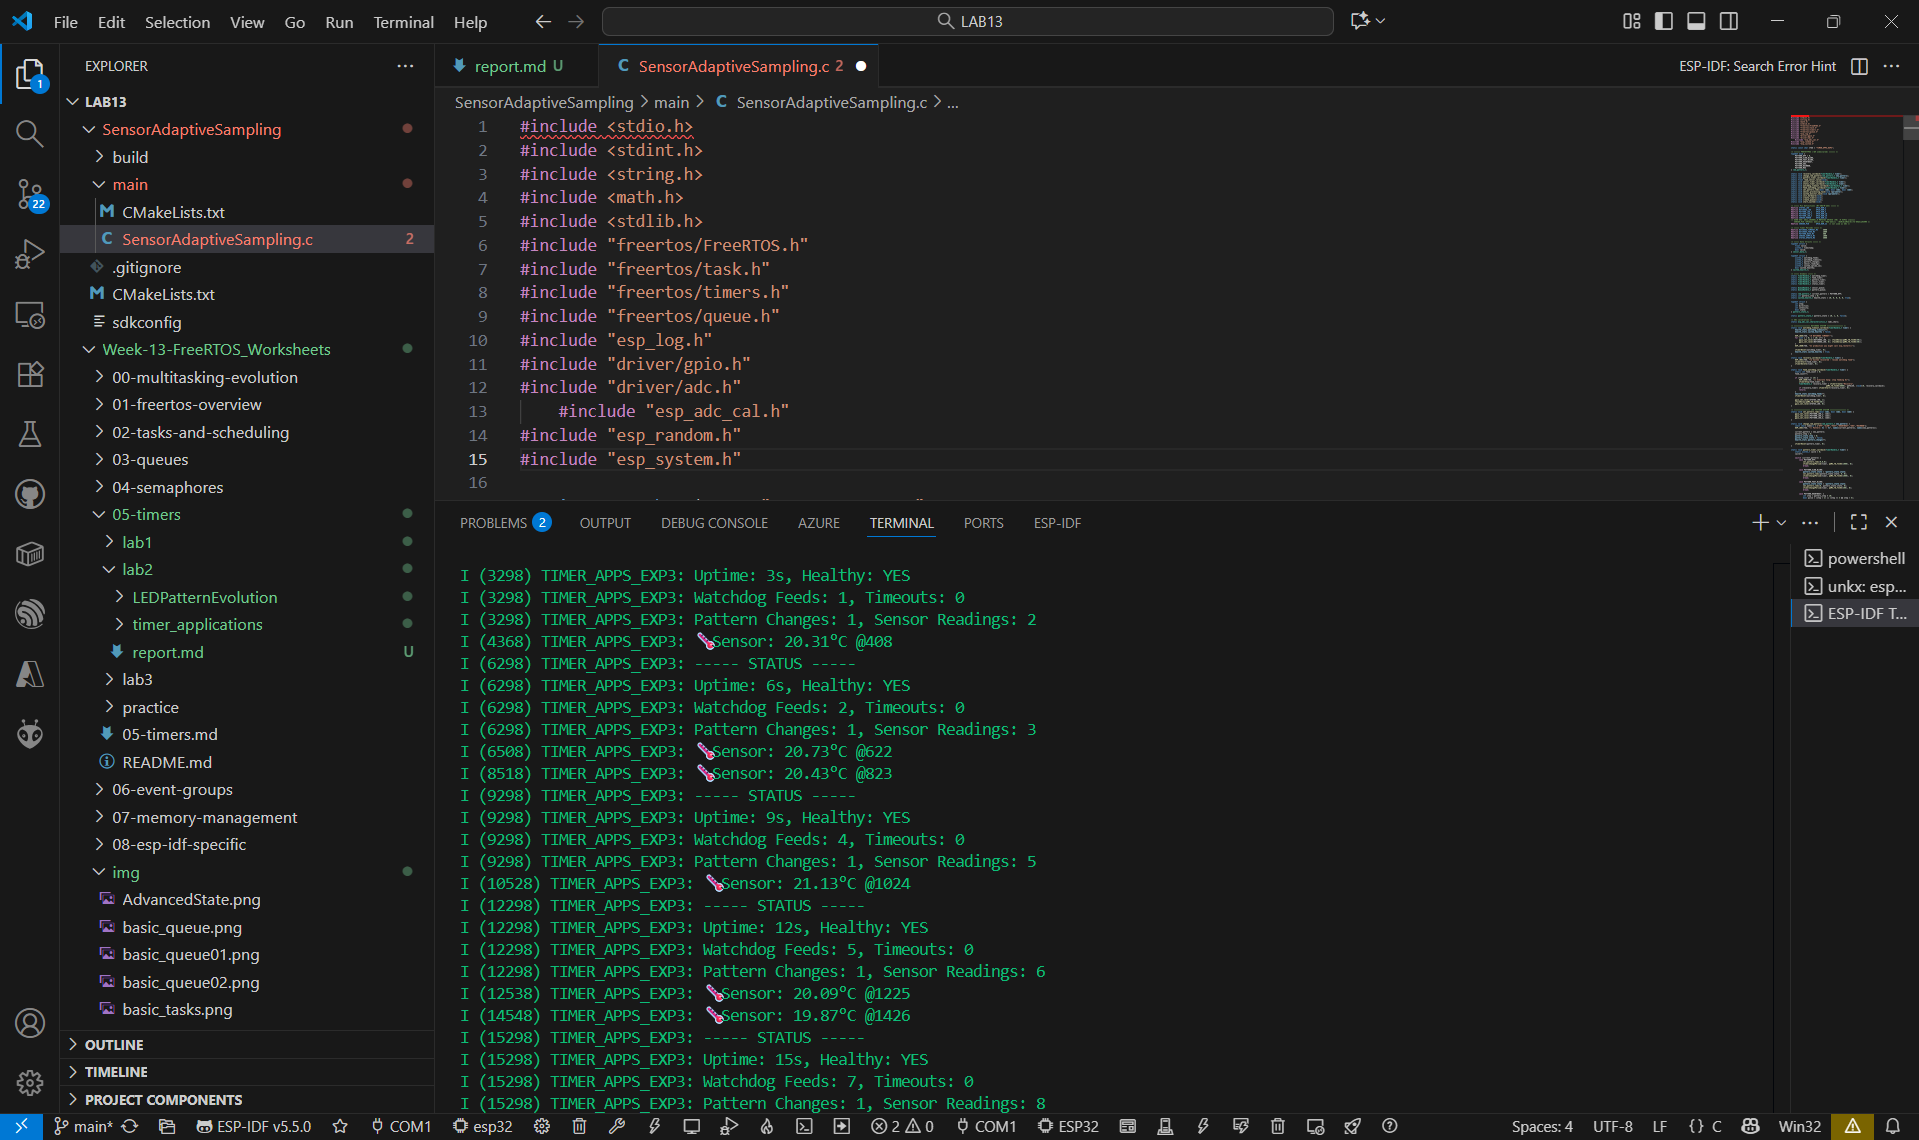 File Edit Selection View Go Run Terminal Help
LAB13
EXPLORER
LAB13
SensorAdaptiveSampling
build
main
CMakeLists.txt
SensorAdaptiveSampling.c 2
.gitignore
CMakeLists.txt
sdkconfig
Week-13-FreeRTOS_Worksheets
00-multitasking-evolution
01-freertos-overview
02-tasks-and-scheduling
03-queues
04-semaphores
05-timers
lab1
lab2
LEDPatternEvolution
timer_applications
report.md U
lab3
practice
05-timers.md
README.md
06-event-groups
07-memory-management
08-esp-idf-specific
img
AdvancedState.png
basic_queue.png
basic_queue01.png
basic_queue02.png
basic_tasks.png
OUTLINE
TIMELINE
PROJECT COMPONENTS
1
22
report.md U
SensorAdaptiveSampling.c 2
ESP-IDF: Search Error Hint
SensorAdaptiveSampling > main > C SensorAdaptiveSampling.c > ...
1 #include <stdio.h>
2 #include <stdint.h>
3 #include <string.h>
4 #include <math.h>
5 #include <stdlib.h>
6 #include "freertos/FreeRTOS.h"
7 #include "freertos/task.h"
8 #include "freertos/timers.h"
9 #include "freertos/queue.h"
10 #include "esp_log.h"
11 #include "driver/gpio.h"
12 #include "driver/adc.h"
13 #include "esp_adc_cal.h"
14 #include "esp_random.h"
15 #include "esp_system.h"
16
PROBLEMS 2 OUTPUT DEBUG CONSOLE AZURE TERMINAL PORTS ESP-IDF
I (3298) TIMER_APPS_EXP3: Uptime: 3s, Healthy: YES
I (3298) TIMER_APPS_EXP3: Watchdog Feeds: 1, Timeouts: 0
I (3298) TIMER_APPS_EXP3: Pattern Changes: 1, Sensor Readings: 2
I (4368) TIMER_APPS_EXP3: 🌡Sensor: 20.31°C @408
I (6298) TIMER_APPS_EXP3: ----- STATUS -----
I (6298) TIMER_APPS_EXP3: Uptime: 6s, Healthy: YES
I (6298) TIMER_APPS_EXP3: Watchdog Feeds: 2, Timeouts: 0
I (6298) TIMER_APPS_EXP3: Pattern Changes: 1, Sensor Readings: 3
I (6508) TIMER_APPS_EXP3: 🌡Sensor: 20.73°C @622
I (8518) TIMER_APPS_EXP3: 🌡Sensor: 20.43°C @823
I (9298) TIMER_APPS_EXP3: ----- STATUS -----
I (9298) TIMER_APPS_EXP3: Uptime: 9s, Healthy: YES
I (9298) TIMER_APPS_EXP3: Watchdog Feeds: 4, Timeouts: 0
I (9298) TIMER_APPS_EXP3: Pattern Changes: 1, Sensor Readings: 5
I (10528) TIMER_APPS_EXP3: 🌡Sensor: 21.13°C @1024
I (12298) TIMER_APPS_EXP3: ----- STATUS -----
I (12298) TIMER_APPS_EXP3: Uptime: 12s, Healthy: YES
I (12298) TIMER_APPS_EXP3: Watchdog Feeds: 5, Timeouts: 0
I (12298) TIMER_APPS_EXP3: Pattern Changes: 1, Sensor Readings: 6
I (12538) TIMER_APPS_EXP3: 🌡Sensor: 20.09°C @1225
I (14548) TIMER_APPS_EXP3: 🌡Sensor: 19.87°C @1426
I (15298) TIMER_APPS_EXP3: ----- STATUS -----
I (15298) TIMER_APPS_EXP3: Uptime: 15s, Healthy: YES
I (15298) TIMER_APPS_EXP3: Watchdog Feeds: 7, Timeouts: 0
I (15298) TIMER_APPS_EXP3: Pattern Changes: 1, Sensor Readings: 8
powershell
unkx: esp...
ESP-IDF T...
main* ESP-IDF v5.5.0 COM1 esp32 2 0 COM1 ESP32 Spaces: 4 UTF-8 LF {} C Win32